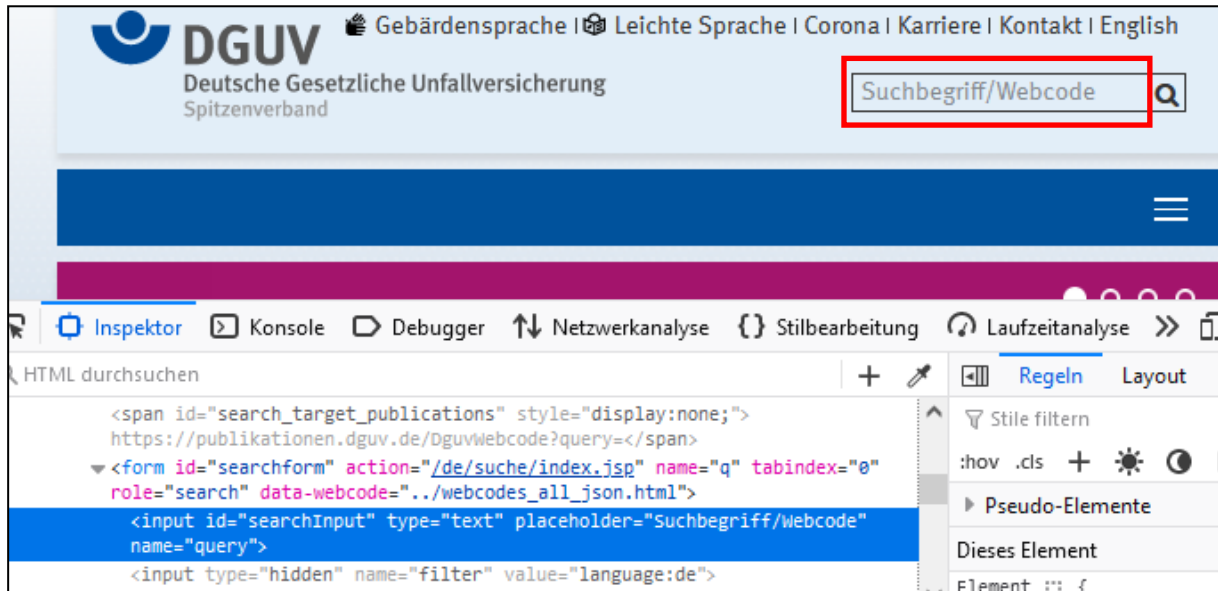 Gebärdensprache | Leichte Sprache | Corona | Karriere | Kontakt | English
DGUV
Deutsche Gesetzliche Unfallversicherung
Spitzenverband
Suchbegriff/Webcode
Inspektor Konsole Debugger Netzwerkanalyse {} Stilbearbeitung Laufzeitanalyse
HTML durchsuchen
Regeln Layout
<span id="search_target_publications" style="display:none;">
https://publikationen.dguv.de/DguvWebcode?query=</span>
<form id="searchform" action="/de/suche/index.jsp" name="q" tabindex="0"
role="search" data-webcode="../webcodes_all_json.html">
<input id="searchInput" type="text" placeholder="Suchbegriff/Webcode"
name="query">
<input type="hidden" name="filter" value="language:de">
Stile filtern
:hov .cls
Pseudo-Elemente
Dieses Element
Element {